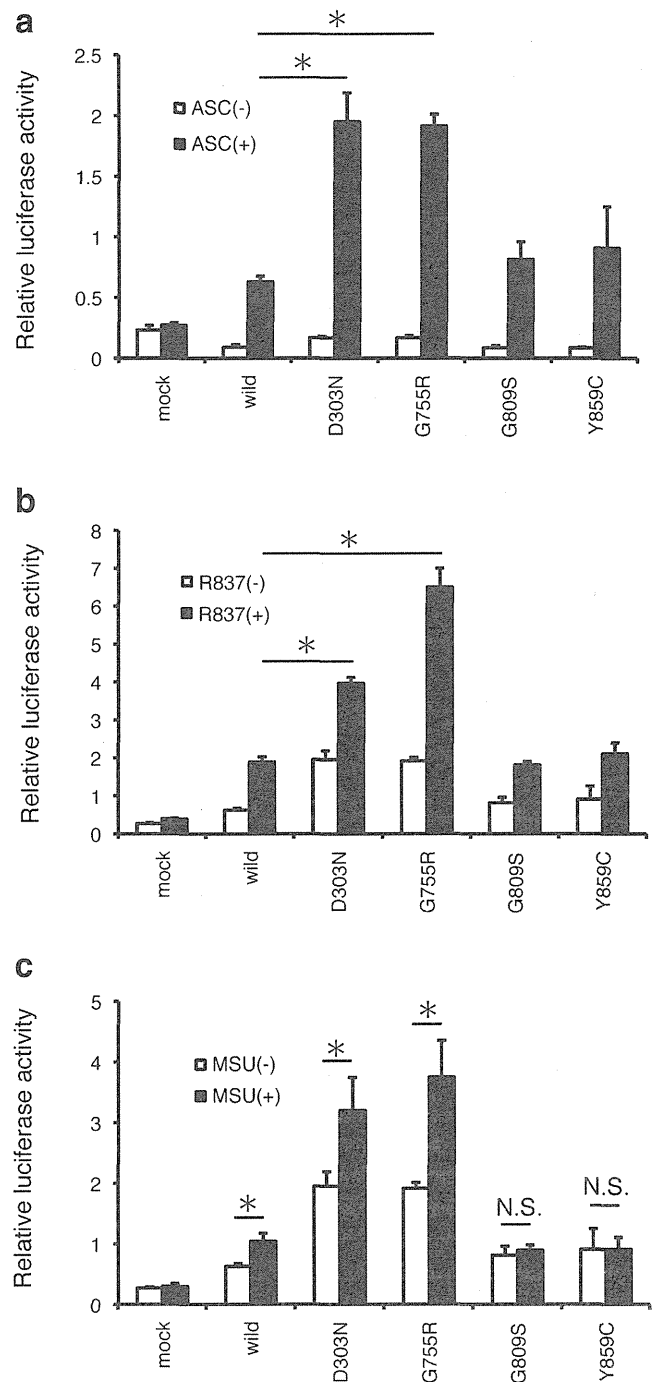 a
*
*
2.5
2
1.5
1
0.5
0
Relative luciferase activity
ASC(-)
ASC(+)
mock
wild
D303N
G755R
G809S
Y859C
b
*
*
8
7
6
5
4
3
2
1
0
Relative luciferase activity
R837(-)
R837(+)
mock
wild
D303N
G755R
G809S
Y859C
c
5
4
3
2
1
0
Relative luciferase activity
MSU(-)
MSU(+)
*
*
*
N.S.
N.S.
mock
wild
D303N
G755R
G809S
Y859C